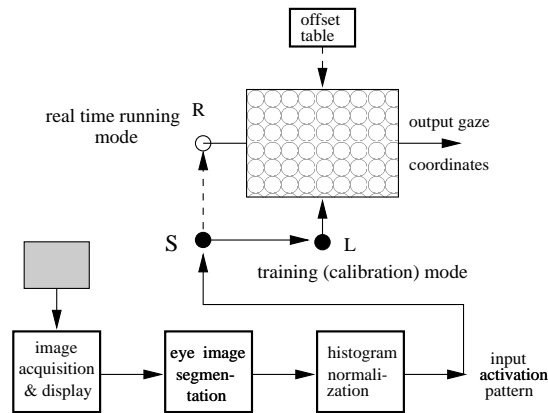 offset
table
R
real time running
mode
output gaze
coordinates
S
L
training (calibration) mode
image
acquisition
& display
eye image
segmen-
tation
histogram
normali-
zation
input
activation
pattern